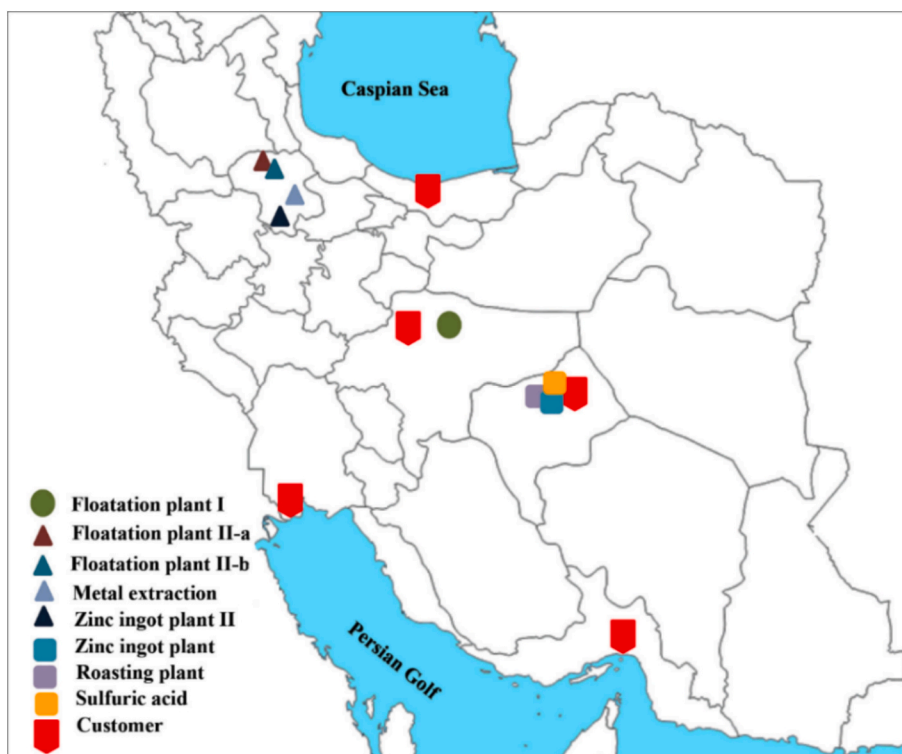 Caspian Sea
Floatation plant I
Floatation plant II-a
Floatation plant II-b
Metal extraction
Zinc ingot plant II
Zinc ingot plant
Roasting plant
Sulfuric acid
Customer
Persian Golf